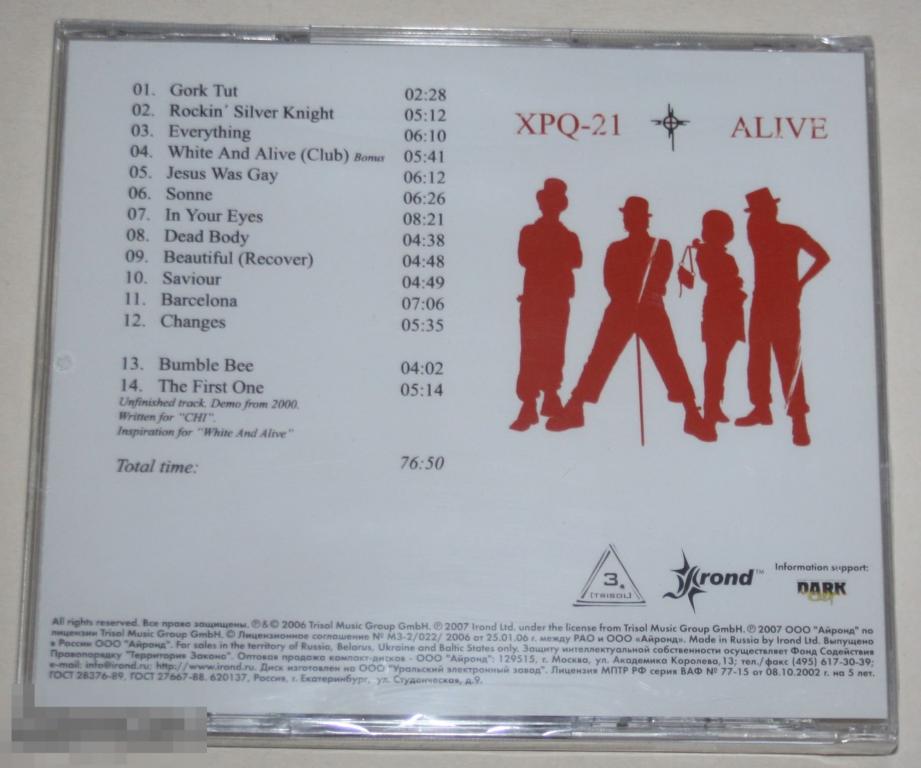 01. Gork Tut 02:28
02. Rockin´ Silver Knight 05:12
03. Everything 06:10
04. White And Alive (Club) Bonus 05:41
05. Jesus Was Gay 06:12
06. Sonne 06:26
07. In Your Eyes 08:21
08. Dead Body 04:38
09. Beautiful (Recover) 04:48
10. Saviour 04:49
11. Barcelona 07:06
12. Changes 05:35
13. Bumble Bee 04:02
14. The First One 05:14
Unfinished track. Demo from 2000.
Written for "CHI".
Inspiration for "White And Alive"
Total time: 76:50
XPQ-21 ALIVE
3.
[TRISOL]
Irond™
Information support:
DARK
All rights reserved. Все права защищены. ℗&© 2006 Trisol Music Group GmbH. ℗ 2007 Irond Ltd. under the license from Trisol Music Group GmbH. ℗ 2007 ООО "Айронд" по
лицензии Trisol Music Group GmbH. © Лицензионное соглашение № МЗ-2/022/ 2006 от 25.01.06 г. между РАО и ООО «Айронд». Made in Russia by Irond Ltd. Выпущено
в России ООО "Айронд". For sales in the territory of Russia, Belarus, Ukraine and Baltic States only. Защиту интеллектуальной собственности осуществляет Фонд Содействия
Правопорядку "Территория Закона". Оптовая продажа компакт-дисков - ООО "Айронд": 129515, г. Москва, ул. Академика Королева,13; тел./факс (495) 617-30-39;
e-mail: info@irond.ru; http://www.irond.ru. Диск изготовлен на ООО "Уральский электронный завод". Лицензия МПТР РФ серия ВАФ № 77-15 от 08.10.2002 г. на 5 лет.
ГОСТ 28376-89, ГОСТ 27667-88. 620137, Россия, г. Екатеринбург, ул. Студенческая, д.9.